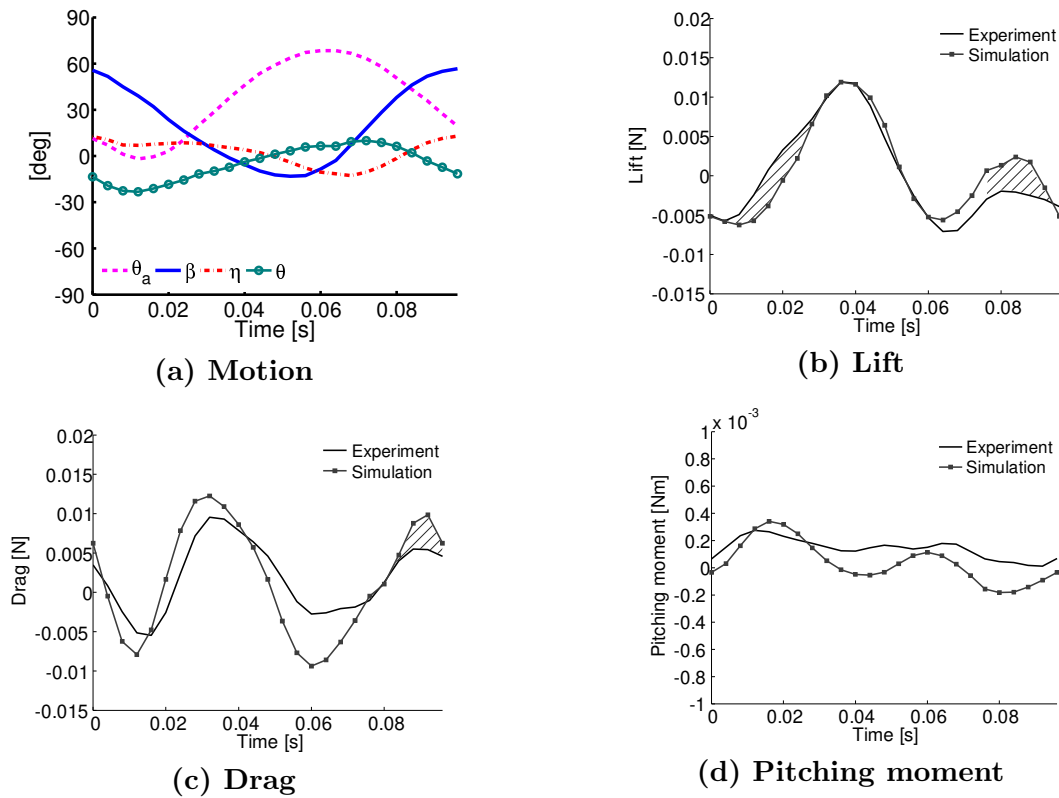 90
60
30
0
-30
-60
-90
[deg]
θa β η θ
0 0.02 0.04 0.06 0.08
Time [s]
(a) Motion
0.02
0.015
0.01
0.005
0
-0.005
-0.01
-0.015
Lift [N]
Experiment
Simulation
0 0.02 0.04 0.06 0.08
Time [s]
(b) Lift
0.02
0.015
0.01
0.005
0
-0.005
-0.01
-0.015
Drag [N]
Experiment
Simulation
0 0.02 0.04 0.06 0.08
Time [s]
(c) Drag
1 x 10-3
0.8
0.6
0.4
0.2
0
-0.2
-0.4
-0.6
-0.8
-1
Pitching moment [Nm]
Experiment
Simulation
0 0.02 0.04 0.06 0.08
Time [s]
(d) Pitching moment